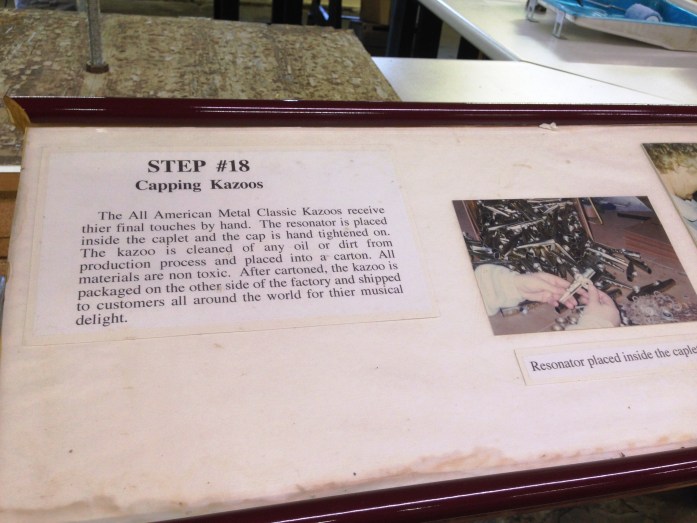 STEP #18
Capping Kazoos
The All American Metal Classic Kazoos receive
thier final touches by hand. The resonator is placed
inside the caplet and the cap is hand tightened on.
The kazoo is cleaned of any oil or dirt from
production process and placed into a carton. All
materials are non toxic. After cartoned, the kazoo is
packaged on the other side of the factory and shipped
to customers all around the world for thier musical
delight.
Resonator placed inside the caplet